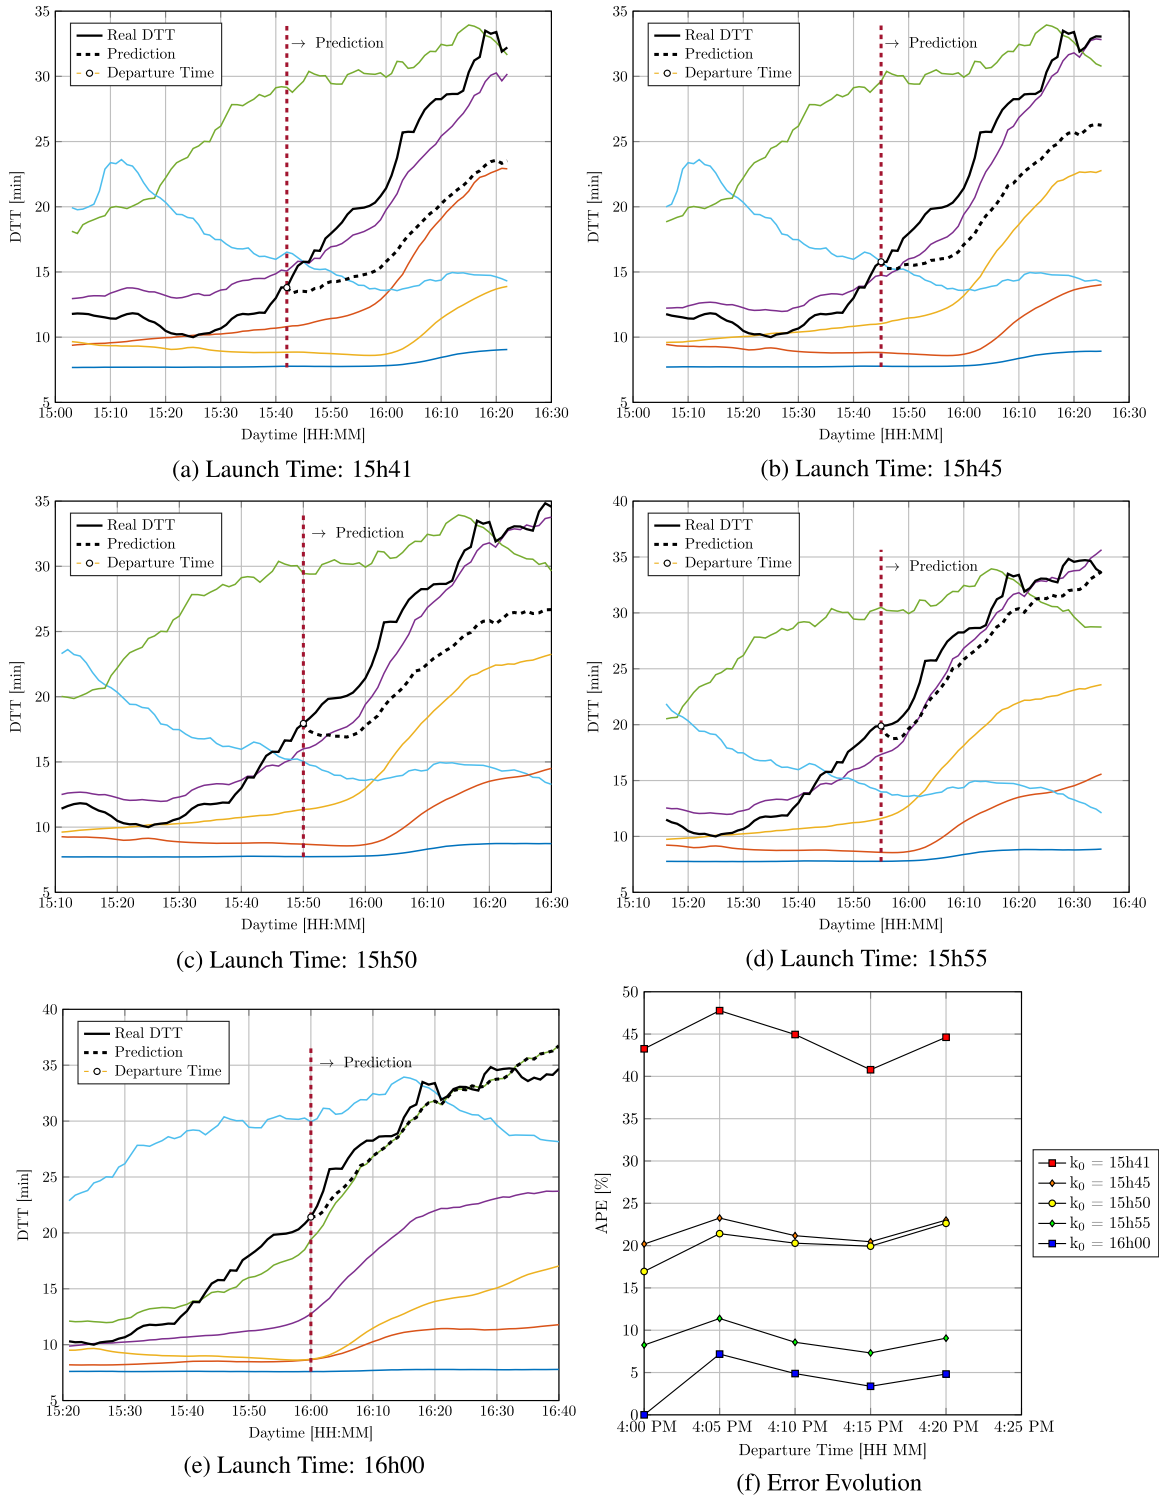 35
30
25
20
15
10
5
DTT [min]
Real DTT
Prediction
Departure Time
→ Prediction
15:00 15:10 15:20 15:30 15:40 15:50 16:00 16:10 16:20 16:30
Daytime [HH:MM]
(a) Launch Time: 15h41
35
30
25
20
15
10
5
DTT [min]
Real DTT
Prediction
Departure Time
→ Prediction
15:00 15:10 15:20 15:30 15:40 15:50 16:00 16:10 16:20 16:30
Daytime [HH:MM]
(b) Launch Time: 15h45
35
30
25
20
15
10
5
DTT [min]
Real DTT
Prediction
Departure Time
→ Prediction
15:10 15:20 15:30 15:40 15:50 16:00 16:10 16:20 16:30
Daytime [HH:MM]
(c) Launch Time: 15h50
40
35
30
25
20
15
10
5
DTT [min]
Real DTT
Prediction
Departure Time
→ Prediction
15:10 15:20 15:30 15:40 15:50 16:00 16:10 16:20 16:30 16:40
Daytime [HH:MM]
(d) Launch Time: 15h55
40
35
30
25
20
15
10
5
DTT [min]
Real DTT
Prediction
Departure Time
→ Prediction
15:20 15:30 15:40 15:50 16:00 16:10 16:20 16:30 16:40
Daytime [HH:MM]
(e) Launch Time: 16h00
50
45
40
35
30
25
20
15
10
5
0
APE [%]
4:00 PM 4:05 PM 4:10 PM 4:15 PM 4:20 PM 4:25 PM
Departure Time [HH MM]
k₀ = 15h41
k₀ = 15h45
k₀ = 15h50
k₀ = 15h55
k₀ = 16h00
(f) Error Evolution